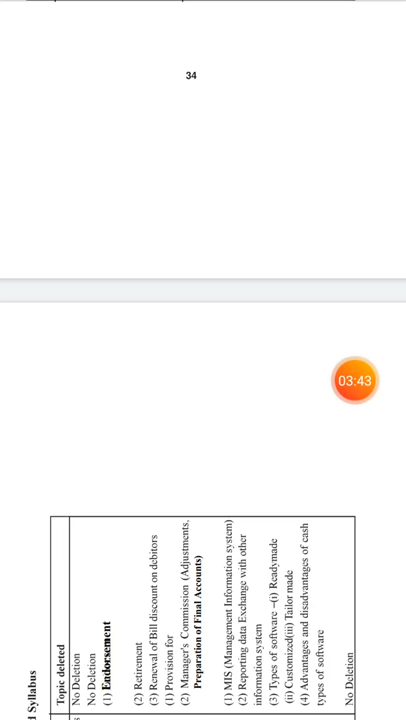 34
03:43
d Syllabus
Topic deleted
No Deletion
No Deletion
(1) Endorsement
(2) Retirement
(3) Renewal of Bill discount on debitors
(1) Provision for
(2) Manager's Commission (Adjustments,
Preparation of Final Accounts)
(1) MIS (Management Information system)
(2) Reporting data Exchange with other
information system
(3) Types of software –(i) Readymade
(ii) Customized(iii) Tailor made
(4) Advantages and disadvantages of cash
types of software
No Deletion